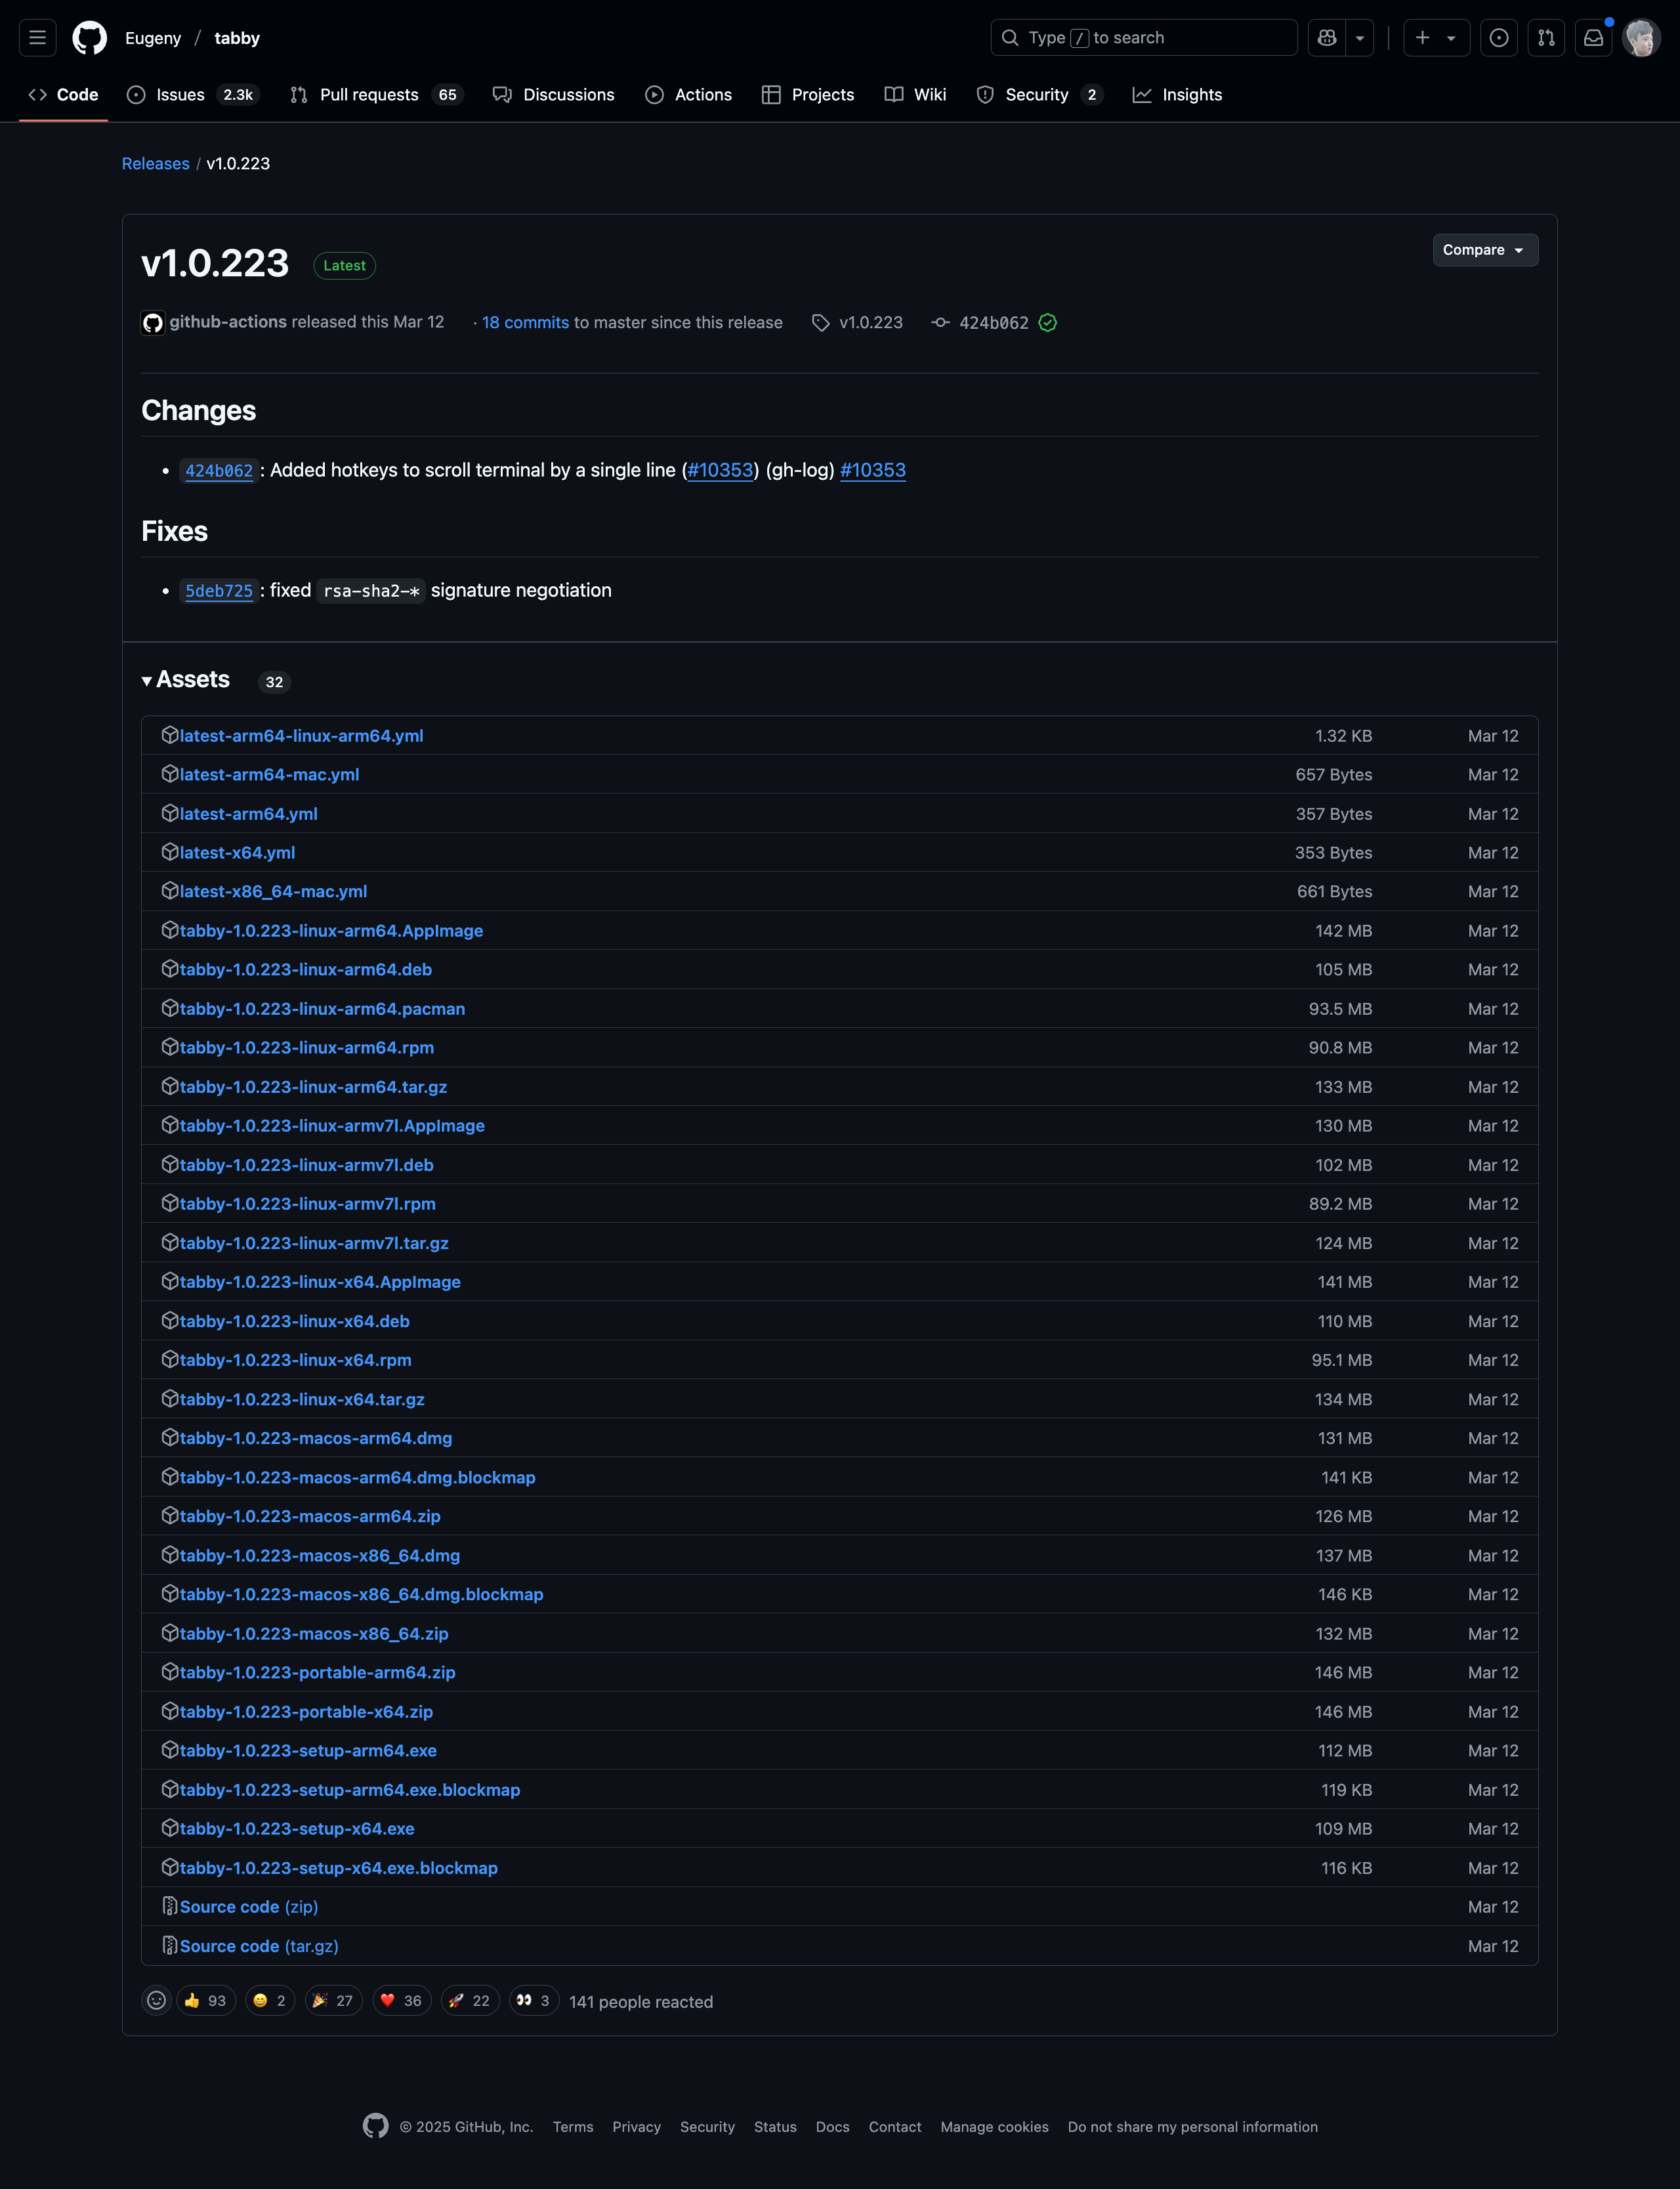 Eugeny / tabby
Type / to search
Code Issues 2.3k Pull requests 65 Discussions Actions Projects Wiki Security 2 Insights
Releases / v1.0.223
v1.0.223 Latest
Compare
github-actions released this Mar 12 · 18 commits to master since this release v1.0.223 424b062
Changes
• 424b062: Added hotkeys to scroll terminal by a single line (#10353) (gh-log) #10353
Fixes
• 5deb725: fixed rsa-sha2-* signature negotiation
Assets 32
latest-arm64-linux-arm64.yml 1.32 KB Mar 12
latest-arm64-mac.yml 657 Bytes Mar 12
latest-arm64.yml 357 Bytes Mar 12
latest-x64.yml 353 Bytes Mar 12
latest-x86_64-mac.yml 661 Bytes Mar 12
tabby-1.0.223-linux-arm64.AppImage 142 MB Mar 12
tabby-1.0.223-linux-arm64.deb 105 MB Mar 12
tabby-1.0.223-linux-arm64.pacman 93.5 MB Mar 12
tabby-1.0.223-linux-arm64.rpm 90.8 MB Mar 12
tabby-1.0.223-linux-arm64.tar.gz 133 MB Mar 12
tabby-1.0.223-linux-armv7l.AppImage 130 MB Mar 12
tabby-1.0.223-linux-armv7l.deb 102 MB Mar 12
tabby-1.0.223-linux-armv7l.rpm 89.2 MB Mar 12
tabby-1.0.223-linux-armv7l.tar.gz 124 MB Mar 12
tabby-1.0.223-linux-x64.AppImage 141 MB Mar 12
tabby-1.0.223-linux-x64.deb 110 MB Mar 12
tabby-1.0.223-linux-x64.rpm 95.1 MB Mar 12
tabby-1.0.223-linux-x64.tar.gz 134 MB Mar 12
tabby-1.0.223-macos-arm64.dmg 131 MB Mar 12
tabby-1.0.223-macos-arm64.dmg.blockmap 141 KB Mar 12
tabby-1.0.223-macos-arm64.zip 126 MB Mar 12
tabby-1.0.223-macos-x86_64.dmg 137 MB Mar 12
tabby-1.0.223-macos-x86_64.dmg.blockmap 146 KB Mar 12
tabby-1.0.223-macos-x86_64.zip 132 MB Mar 12
tabby-1.0.223-portable-arm64.zip 146 MB Mar 12
tabby-1.0.223-portable-x64.zip 146 MB Mar 12
tabby-1.0.223-setup-arm64.exe 112 MB Mar 12
tabby-1.0.223-setup-arm64.exe.blockmap 119 KB Mar 12
tabby-1.0.223-setup-x64.exe 109 MB Mar 12
tabby-1.0.223-setup-x64.exe.blockmap 116 KB Mar 12
Source code (zip) Mar 12
Source code (tar.gz) Mar 12
👍 93 😄 2 🎉 27 ❤️ 36 🚀 22 👀 3 141 people reacted
© 2025 GitHub, Inc. Terms Privacy Security Status Docs Contact Manage cookies Do not share my personal information